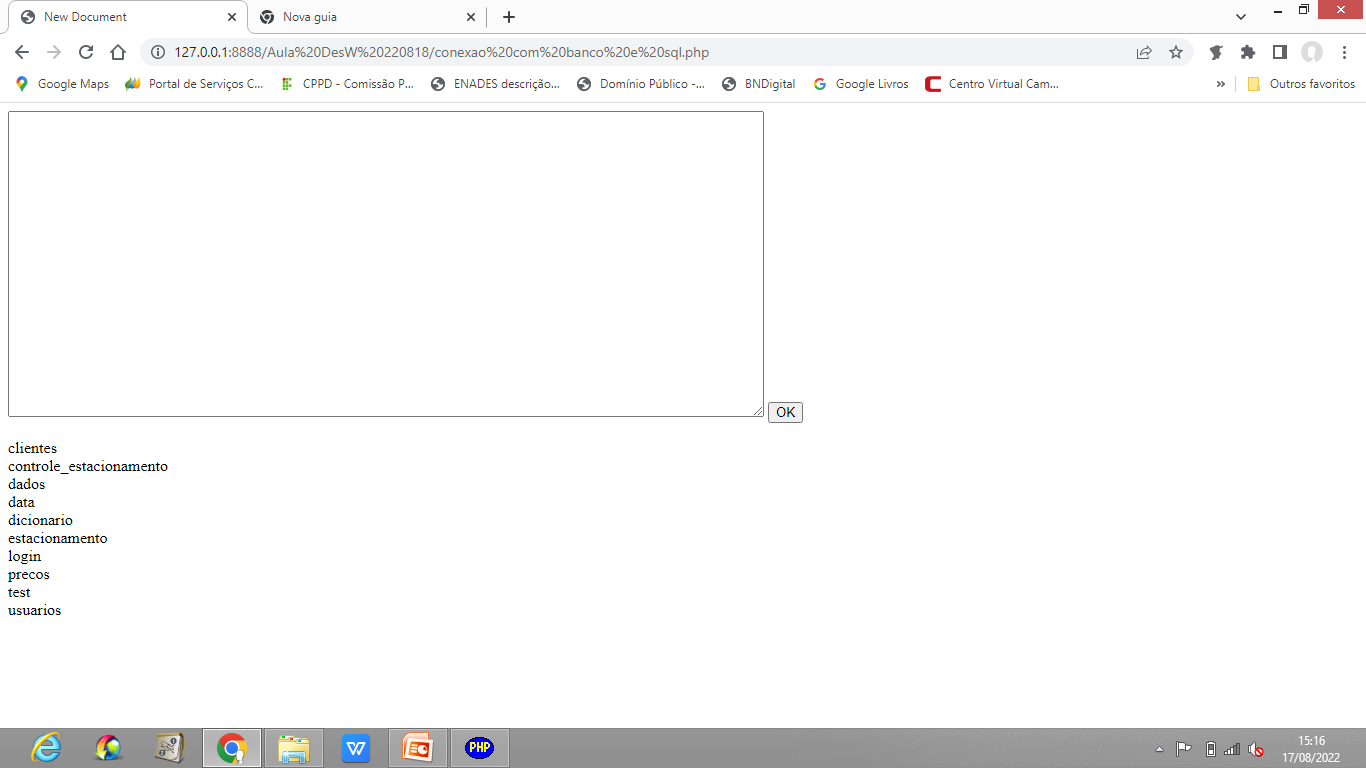 New Document
Nova guia
127.0.0.1:8888/Aula%20DesW%20220818/conexao%20com%20banco%20e%20sql.php
Google Maps Portal de Serviços C... CPPD - Comissão P... ENADES descrição... Domínio Público -... BNDigital Google Livros Centro Virtual Cam... » Outros favoritos
OK
clientes
controle_estacionamento
dados
data
dicionario
estacionamento
login
precos
test
usuarios
W
PHP
15:16
17/08/2022